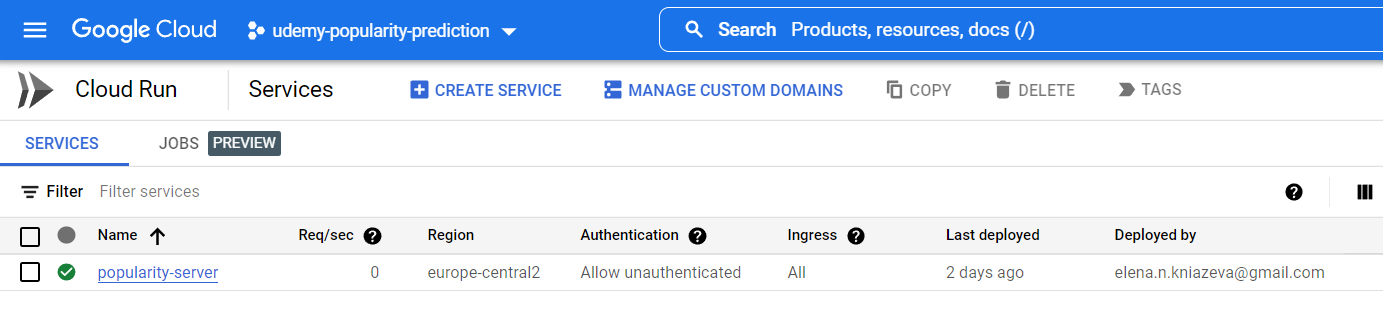 Google Cloud udemy-popularity-prediction Search Products, resources, docs (/)
Cloud Run Services CREATE SERVICE MANAGE CUSTOM DOMAINS COPY DELETE TAGS
SERVICES JOBS PREVIEW
Filter Filter services
Name Req/sec Region Authentication Ingress Last deployed Deployed by
popularity-server 0 europe-central2 Allow unauthenticated All 2 days ago elena.n.kniazeva@gmail.com